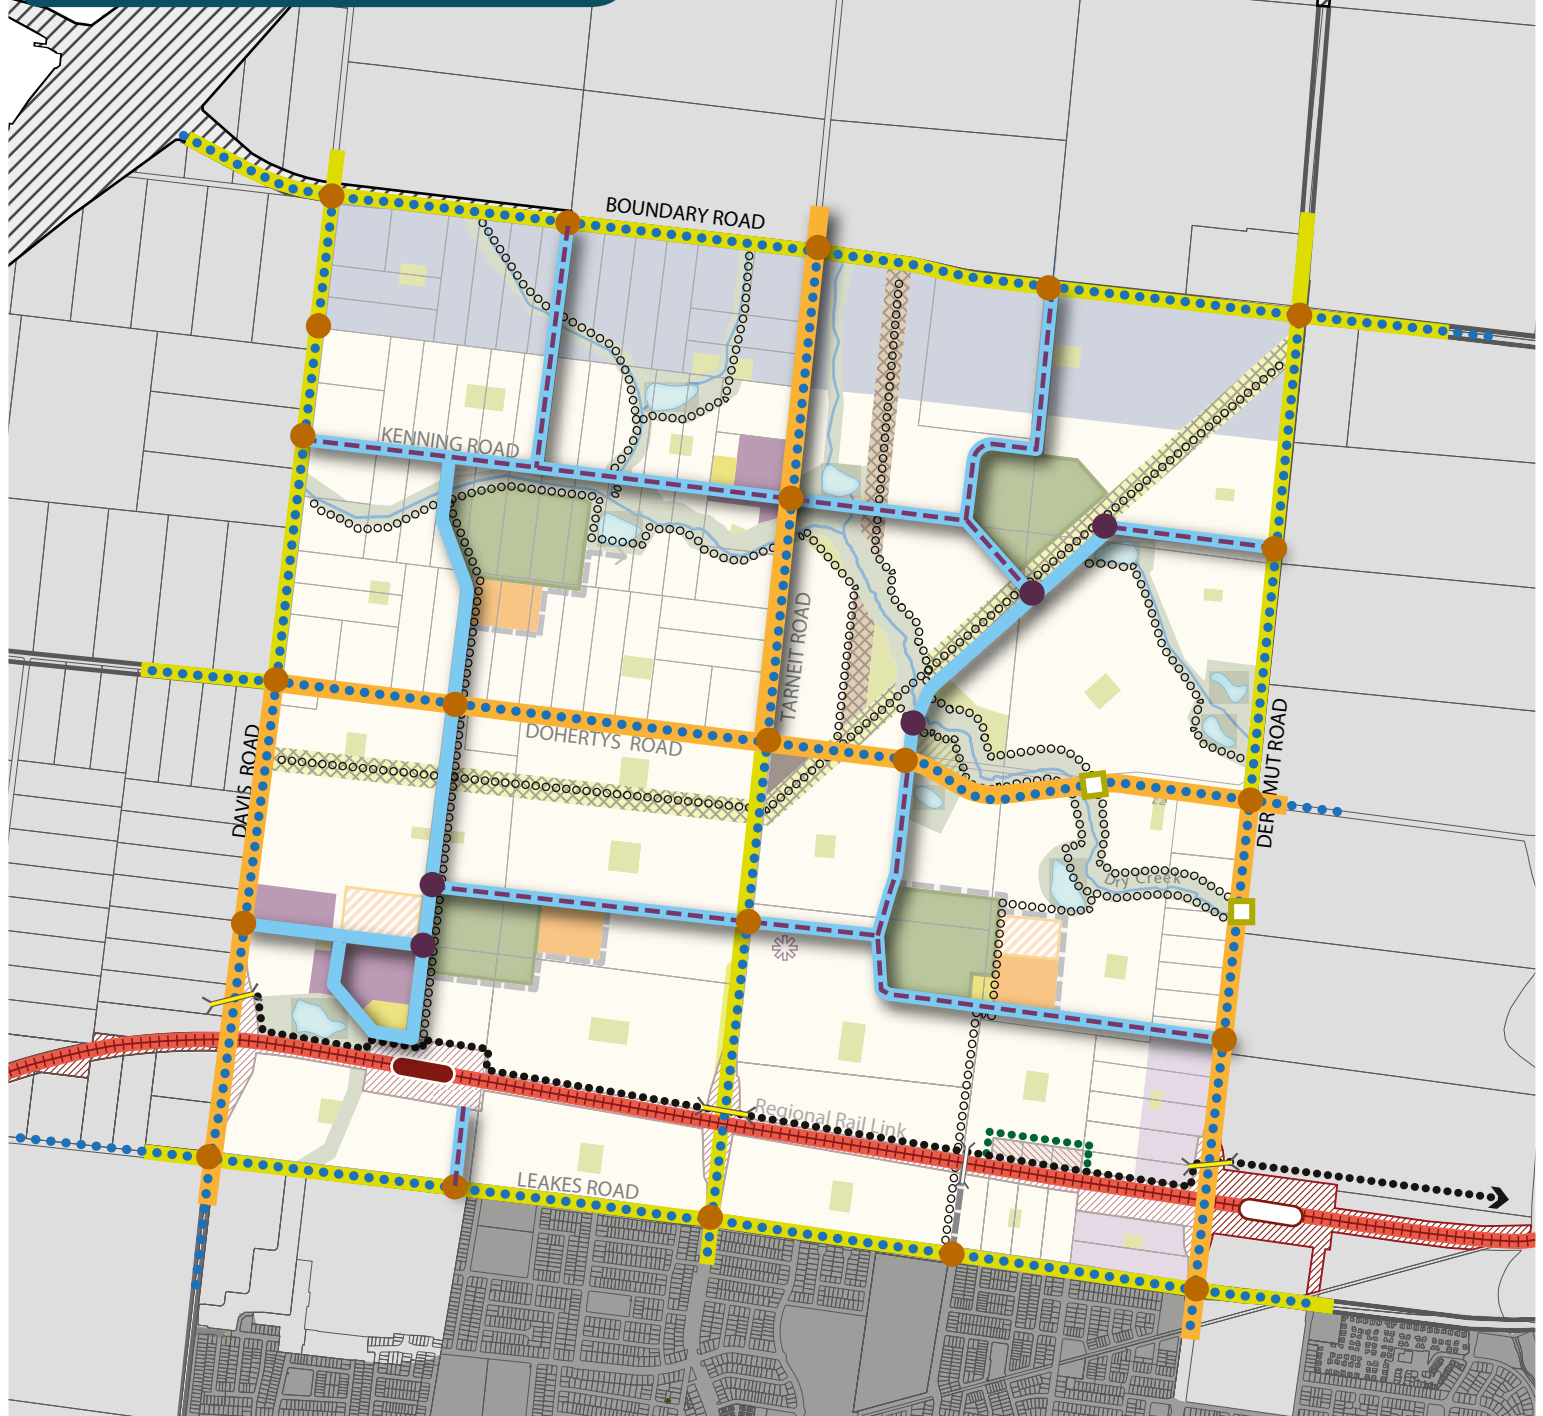 BOUNDARY ROAD
KENNING ROAD
TARNEIT ROAD
DOHERTYS ROAD
DAVIS ROAD
DERRIMUT ROAD
Dry Creek
Regional Rail Link
LEAKES ROAD